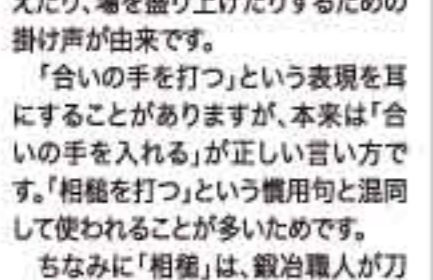 えたり、場を盛り上げたりするための
掛け声が由来です。
「合いの手を打つ」という表現を耳
にすることがありますが、本来は「合
いの手を入れる」が正しい言い方で
す。「相槌を打つ」という慣用句と混同
して使われることが多いためです。
ちなみに「相槌」は、鍛冶職人が刀